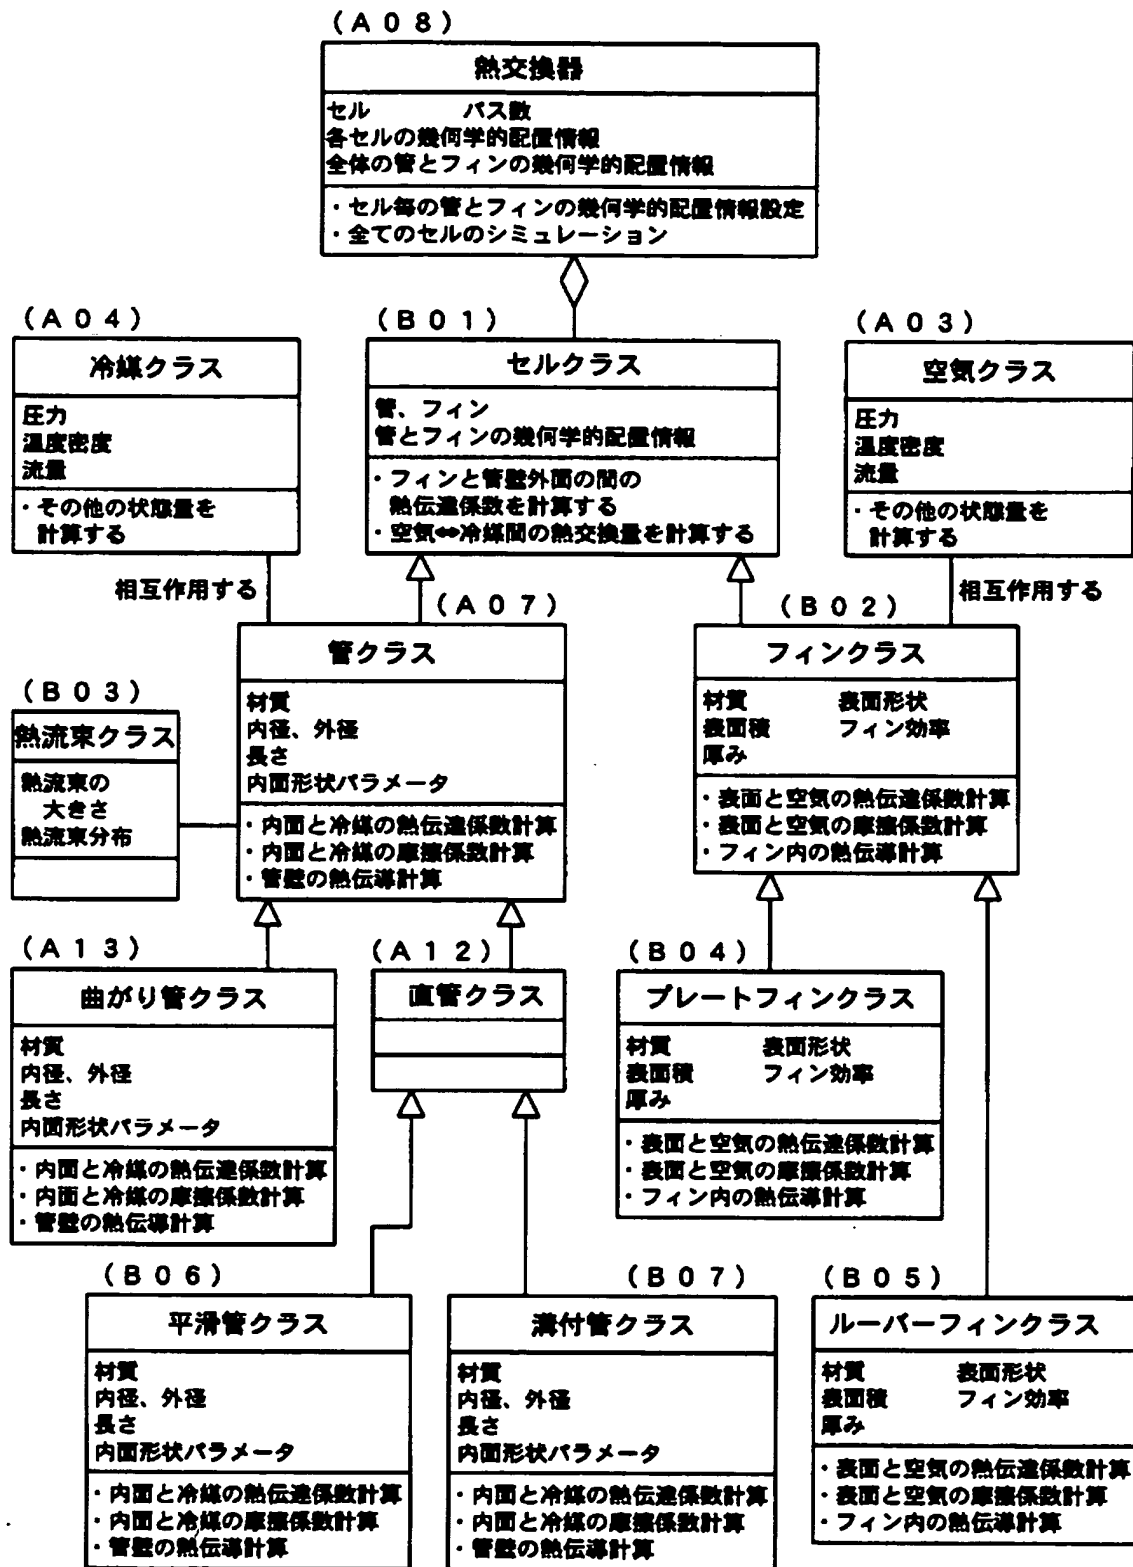 (A08)
熱交換器
セル パス数
各セルの幾何学的配置情報
全体の管とフィンの幾何学的配置情報
・セル毎の管とフィンの幾何学的配置情報設定
・全てのセルのシミュレーション
(A04)
冷媒クラス
圧力
温度密度
流量
・その他の状態量を
計算する
(B01)
セルクラス
管、フィン
管とフィンの幾何学的配置情報
・フィンと管壁外面の間の
熱伝達係数を計算する
・空気⇔冷媒間の熱交換量を計算する
(A03)
空気クラス
圧力
温度密度
流量
・その他の状態量を
計算する
相互作用する
相互作用する
(A07)
管クラス
材質
内径、外径
長さ
内面形状パラメータ
・内面と冷媒の熱伝達係数計算
・内面と冷媒の摩擦係数計算
・管壁の熱伝導計算
(B02)
フィンクラス
材質 表面形状
表面積 フィン効率
厚み
・表面と空気の熱伝達係数計算
・表面と空気の摩擦係数計算
・フィン内の熱伝導計算
(B03)
熱流束クラス
熱流束の
大きさ
熱流束分布
(A13)
曲がり管クラス
材質
内径、外径
長さ
内面形状パラメータ
・内面と冷媒の熱伝達係数計算
・内面と冷媒の摩擦係数計算
・管壁の熱伝導計算
(A12)
直管クラス
(B04)
プレートフィンクラス
材質 表面形状
表面積 フィン効率
厚み
・表面と空気の熱伝達係数計算
・表面と空気の摩擦係数計算
・フィン内の熱伝導計算
(B06)
平滑管クラス
材質
内径、外径
長さ
内面形状パラメータ
・内面と冷媒の熱伝達係数計算
・内面と冷媒の摩擦係数計算
・管壁の熱伝導計算
(B07)
溝付管クラス
材質
内径、外径
長さ
内面形状パラメータ
・内面と冷媒の熱伝達係数計算
・内面と冷媒の摩擦係数計算
・管壁の熱伝導計算
(B05)
ルーバーフィンクラス
材質 表面形状
表面積 フィン効率
厚み
・表面と空気の熱伝達係数計算
・表面と空気の摩擦係数計算
・フィン内の熱伝導計算